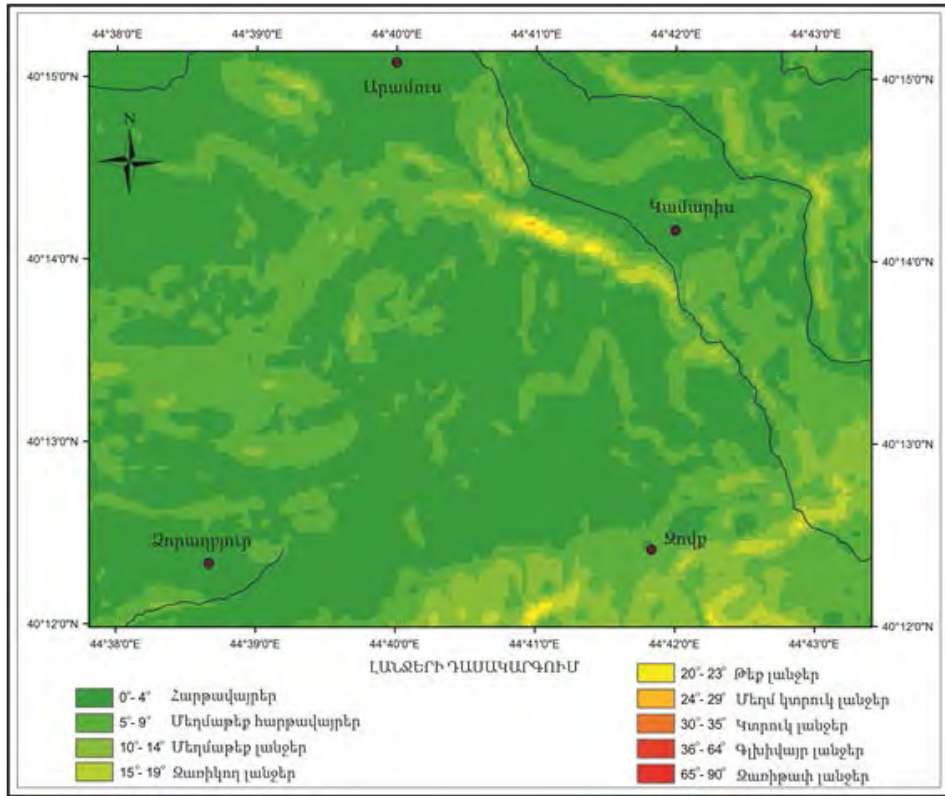 44°38'0"E 44°39'0"E 44°40'0"E 44°41'0"E 44°42'0"E 44°43'0"E
40°15'0"N 40°15'0"N
Արամուս
N
Կամարիս
40°14'0"N 40°14'0"N
40°13'0"N 40°13'0"N
Ձորաղբյուր
Զովք
40°12'0"N 40°12'0"N
44°38'0"E 44°39'0"E 44°40'0"E 44°41'0"E 44°42'0"E 44°43'0"E
ԼԱՆՋԵՐԻ ԴԱՍԱԿԱՐԳՈՒՄ
0°- 4° Հարթավայրեր
5°- 9° Մեղմաթեք հարթավայրեր
10°- 14° Մեղմաթեք լանջեր
15°- 19° Զառիկող լանջեր
20°- 23° Թեք լանջեր
24°- 29° Մեղմ կտրուկ լանջեր
30°- 35° Կտրուկ լանջեր
36°- 64° Գլխիվայր լանջեր
65°- 90° Զառիթափ լանջեր